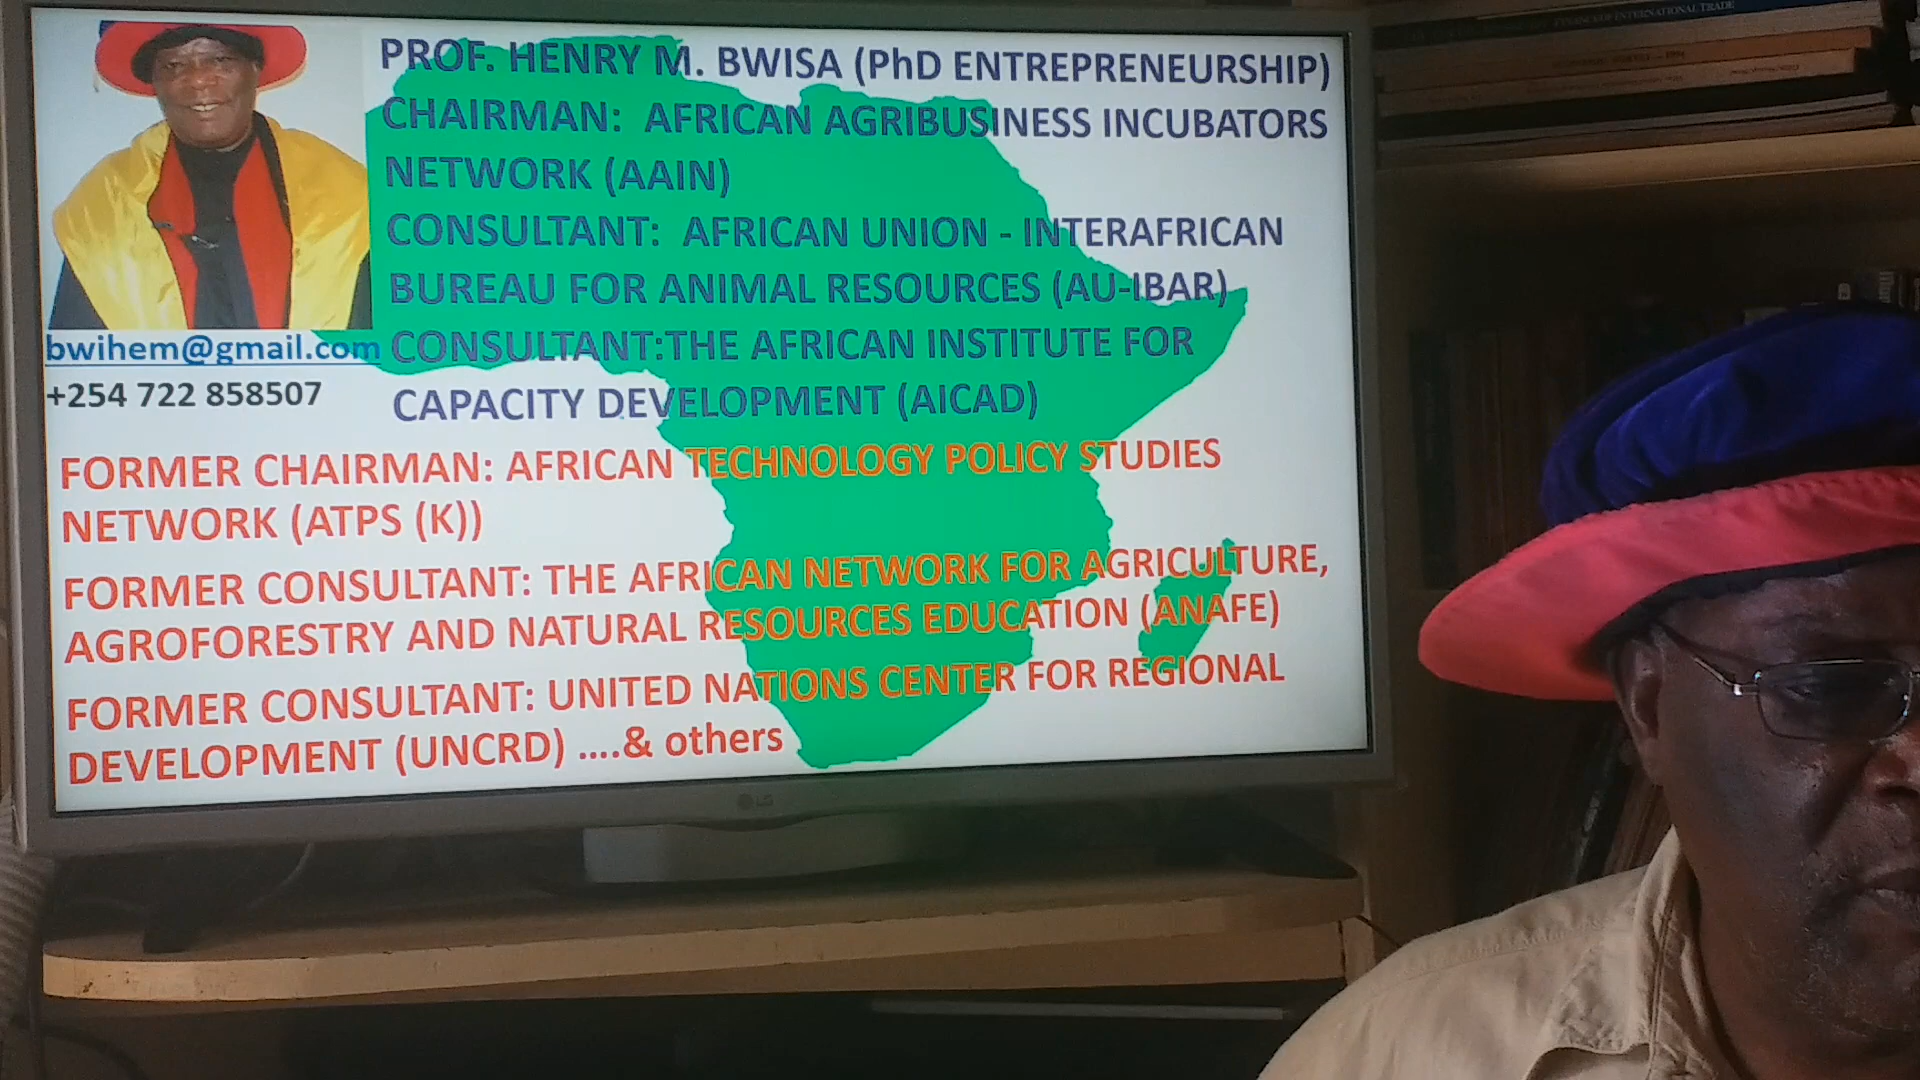 PROF. HENRY M. BWISA (PhD ENTREPRENEURSHIP)
CHAIRMAN: AFRICAN AGRIBUSINESS INCUBATORS
NETWORK (AAIN)
CONSULTANT: AFRICAN UNION - INTERAFRICAN
BUREAU FOR ANIMAL RESOURCES (AU-IBAR)
CONSULTANT:THE AFRICAN INSTITUTE FOR
CAPACITY DEVELOPMENT (AICAD)
bwihem@gmail.com
+254 722 858507
FORMER CHAIRMAN: AFRICAN TECHNOLOGY POLICY STUDIES
NETWORK (ATPS (K))
FORMER CONSULTANT: THE AFRICAN NETWORK FOR AGRICULTURE,
AGROFORESTRY AND NATURAL RESOURCES EDUCATION (ANAFE)
FORMER CONSULTANT: UNITED NATIONS CENTER FOR REGIONAL
DEVELOPMENT (UNCRD) ....& others
LG
INTERNATIONAL TRADE